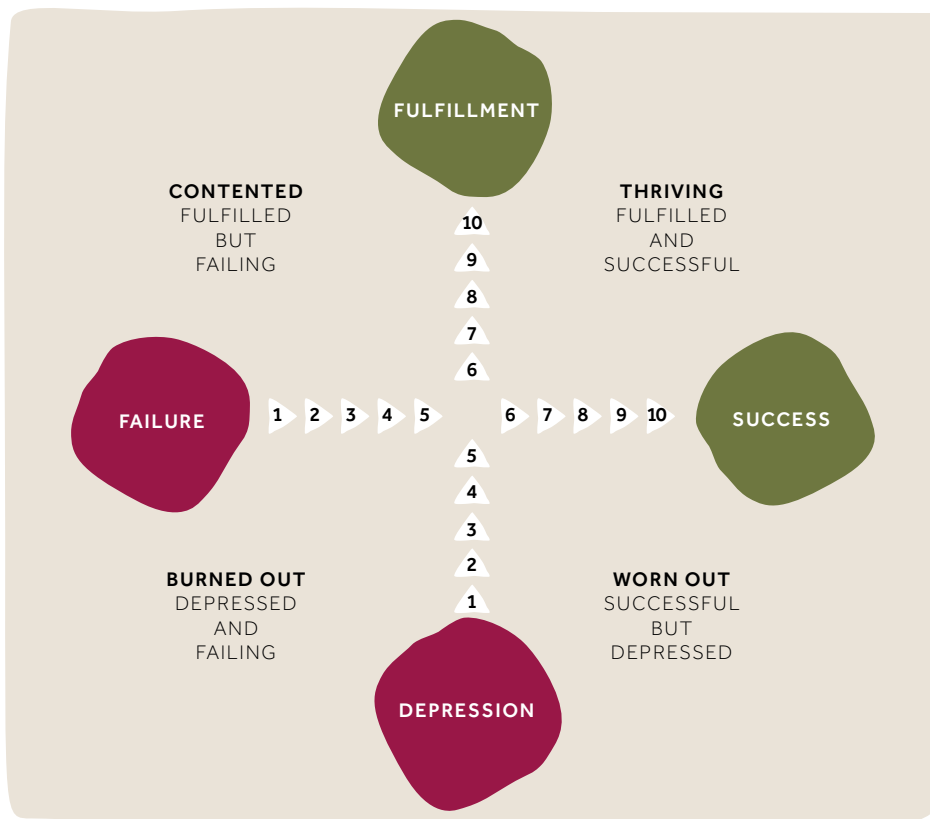 FULFILLMENT
CONTENTED
FULFILLED
BUT
FAILING
THRIVING
FULFILLED
AND
SUCCESSFUL
10
9
8
7
6
FAILURE
1 2 3 4 5
6 7 8 9 10
SUCCESS
5
4
3
2
1
BURNED OUT
DEPRESSED
AND
FAILING
WORN OUT
SUCCESSFUL
BUT
DEPRESSED
DEPRESSION